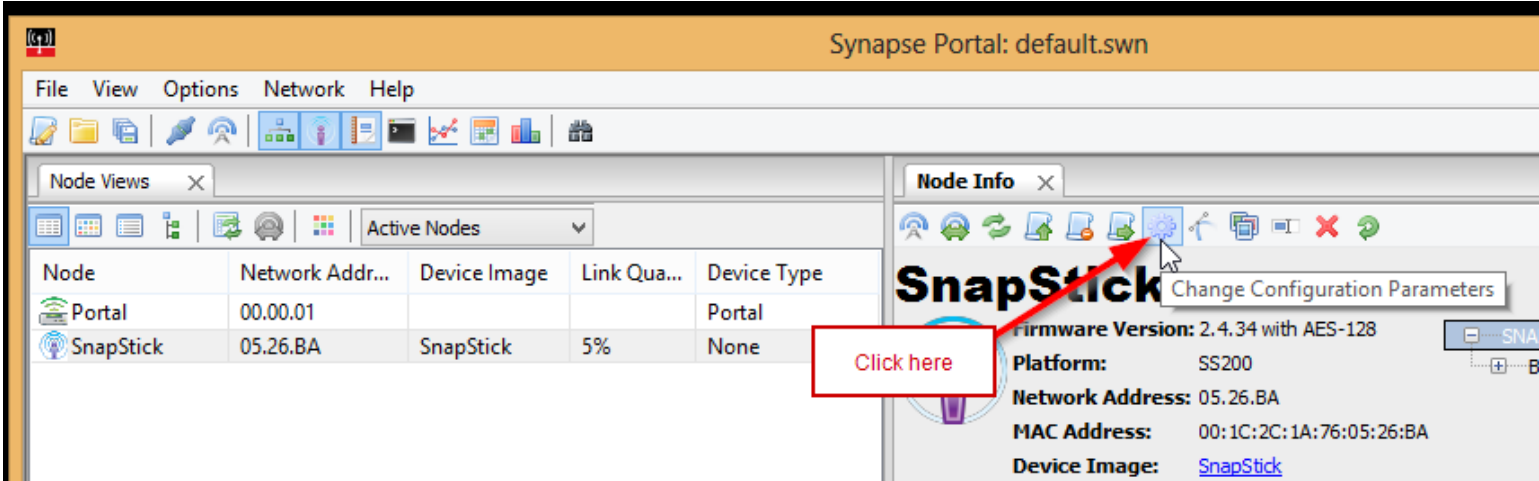 Synapse Portal: default.swn
File View Options Network Help
Node Views
Active Nodes
Node Network Addr... Device Image Link Qua... Device Type
Portal 00.00.01 Portal
SnapStick 05.26.BA SnapStick 5% None
Node Info
SnapStick
Change Configuration Parameters
Click here
Firmware Version: 2.4.34 with AES-128
Platform: SS200
Network Address: 05.26.BA
MAC Address: 00:1C:2C:1A:76:05:26:BA
Device Image: SnapStick
SNA
B